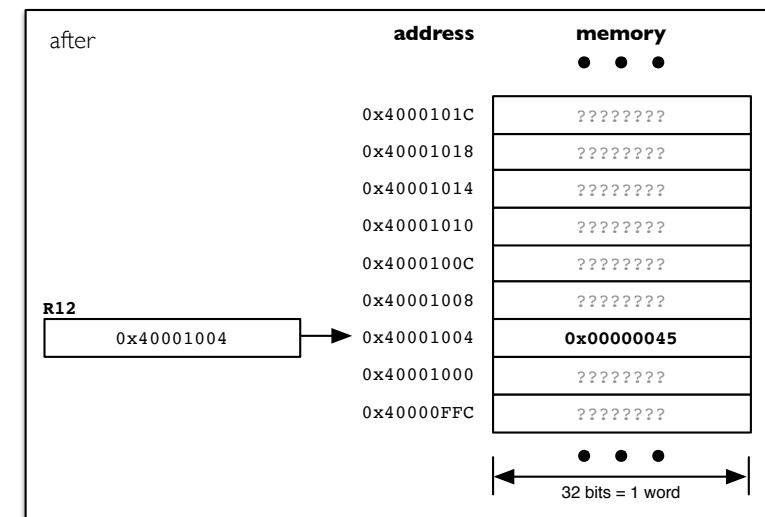 after
address memory
0x4000101C ????????
0x40001018 ????????
0x40001014 ????????
0x40001010 ????????
0x4000100C ????????
0x40001008 ????????
R12
0x40001004 0x40001004 0x00000045
0x40001000 ????????
0x40000FFC ????????
32 bits = 1 word